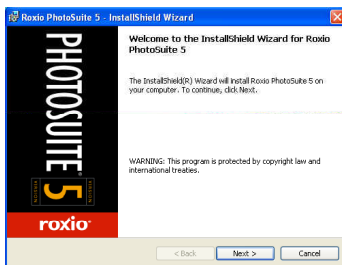 Roxio PhotoSuite 5 - InstallShield Wizard
PHOTOSUITE 5
roxio
Welcome to the InstallShield Wizard for Roxio
PhotoSuite 5
The InstallShield(R) Wizard will install Roxio PhotoSuite 5 on
your computer. To continue, click Next.
WARNING: This program is protected by copyright law and
international treaties.
< Back
Next >
Cancel